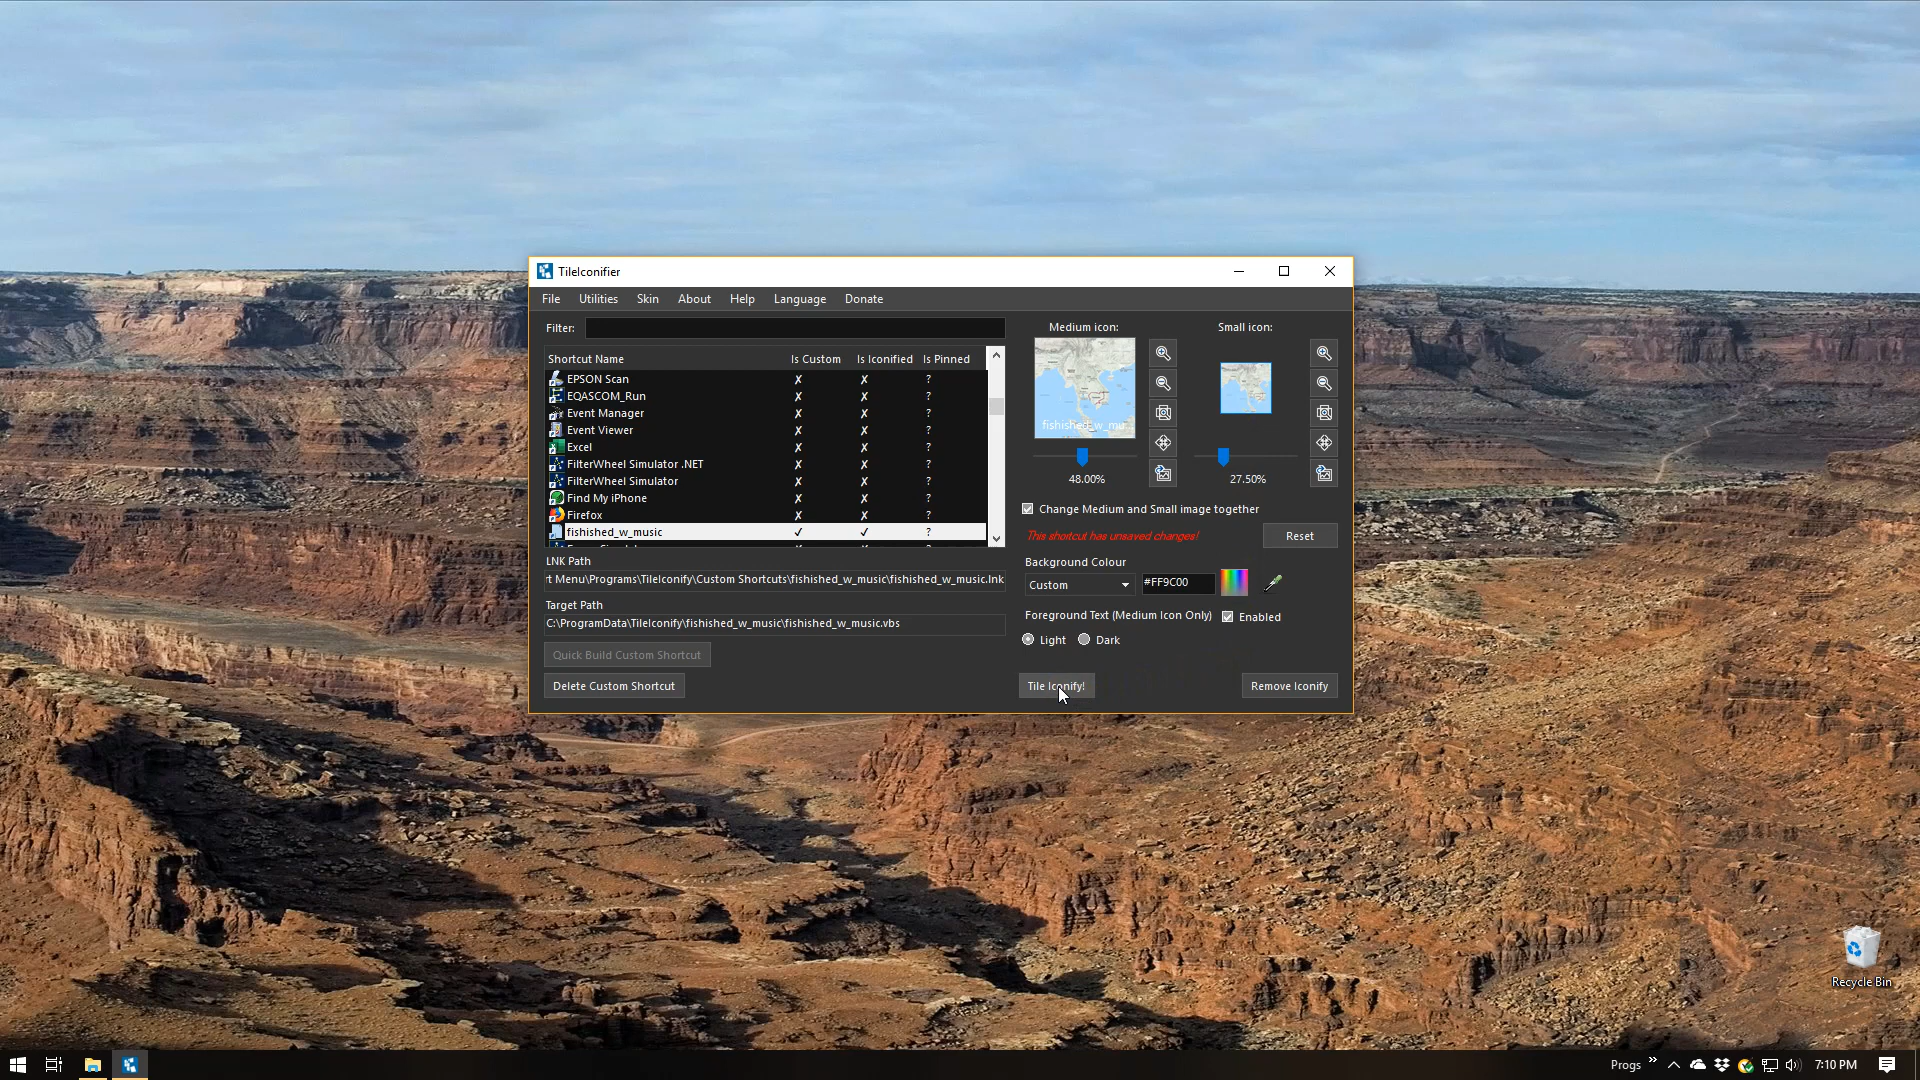 TileIconifier
File Utilities Skin About Help Language Donate
Filter:
Shortcut Name Is Custom Is Iconified Is Pinned
EPSON Scan ✗ ✗ ?
EQASCOM_Run ✗ ✗ ?
Event Manager ✗ ✗ ?
Event Viewer ✗ ✗ ?
Excel ✗ ✗ ?
FilterWheel Simulator .NET ✗ ✗ ?
FilterWheel Simulator ✗ ✗ ?
Find My iPhone ✗ ✗ ?
Firefox ✗ ✗ ?
fishished_w_music ✓ ✓ ?
LNK Path
rt Menu\Programs\TileIconify\Custom Shortcuts\fishished_w_music\fishished_w_music.lnk
Target Path
C:\ProgramData\TileIconify\fishished_w_music\fishished_w_music.vbs
Quick Build Custom Shortcut
Delete Custom Shortcut
Medium icon: Small icon:
fishished_w_mu...
48.00% 27.50%
Change Medium and Small image together
This shortcut has unsaved changes! Reset
Background Colour
Custom #FF9C00
Foreground Text (Medium Icon Only) Enabled
Light Dark
Tile Iconify! Remove Iconify
Recycle Bin
Progs » 7:10 PM